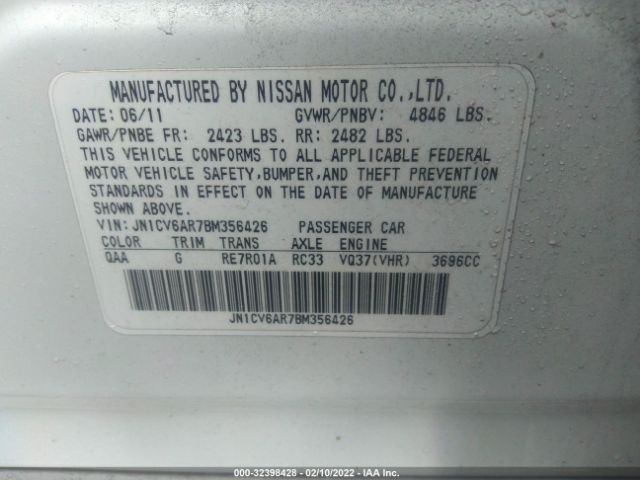 MANUFACTURED BY NISSAN MOTOR CO.,LTD.
DATE: 06/11 GVWR/PNBV: 4846 LBS.
GAWR/PNBE FR: 2423 LBS. RR: 2482 LBS.
THIS VEHICLE CONFORMS TO ALL APPLICABLE FEDERAL
MOTOR VEHICLE SAFETY,BUMPER,AND THEFT PREVENTION
STANDARDS IN EFFECT ON THE DATE OF MANUFACTURE
SHOWN ABOVE.
VIN: JN1CV6AR7BM356426 PASSENGER CAR
COLOR TRIM TRANS AXLE ENGINE
QAA G RE7R01A RC33 VQ37(VHR) 3696CC
JN1CV6AR7BM356426
000-32398428 - 02/10/2022 - IAA Inc.